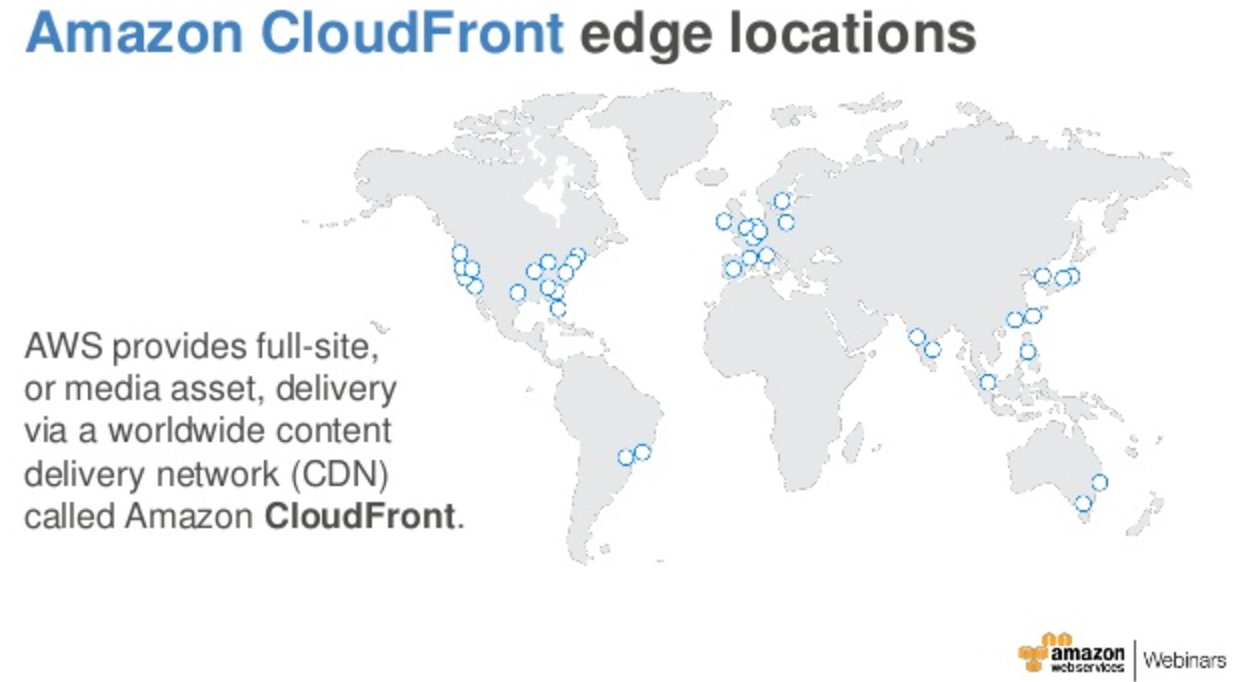 Amazon CloudFront edge locations
AWS provides full-site,
or media asset, delivery
via a worldwide content
delivery network (CDN)
called Amazon CloudFront.
amazon
webservices
Webinars